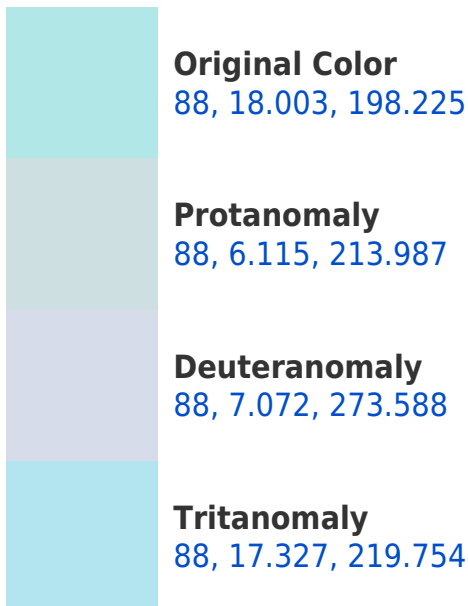 Original Color
88, 18.003, 198.225
Protanomaly
88, 6.115, 213.987
Deuteranomaly
88, 7.072, 273.588
Tritanomaly
88, 17.327, 219.754